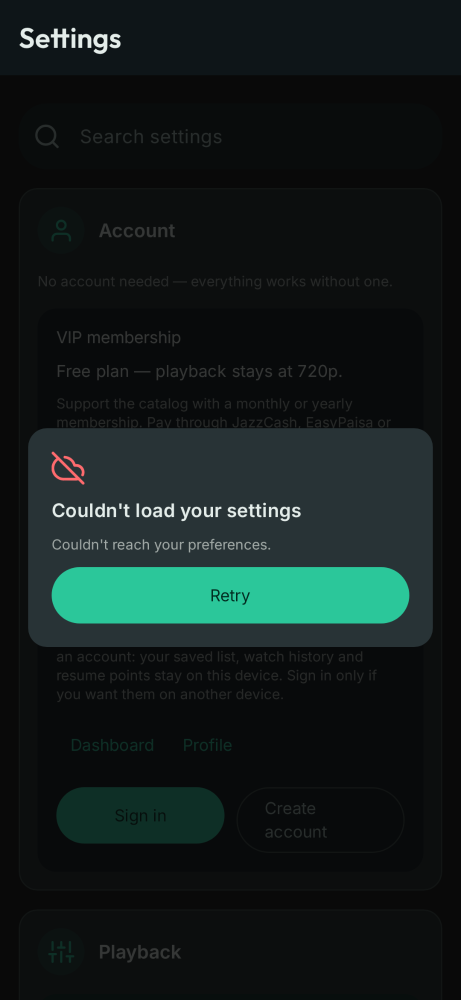 Settings
Search settings
Account
No account needed — everything works without one.
VIP membership
Free plan — playback stays at 720p.
Support the catalog with a monthly or yearly
membership. Pay through JazzCash, EasyPaisa or
Couldn't load your settings
Couldn't reach your preferences.
Retry
an account: your saved list, watch history and
resume points stay on this device. Sign in only if
you want them on another device.
Dashboard Profile
Sign in
Create
account
Playback